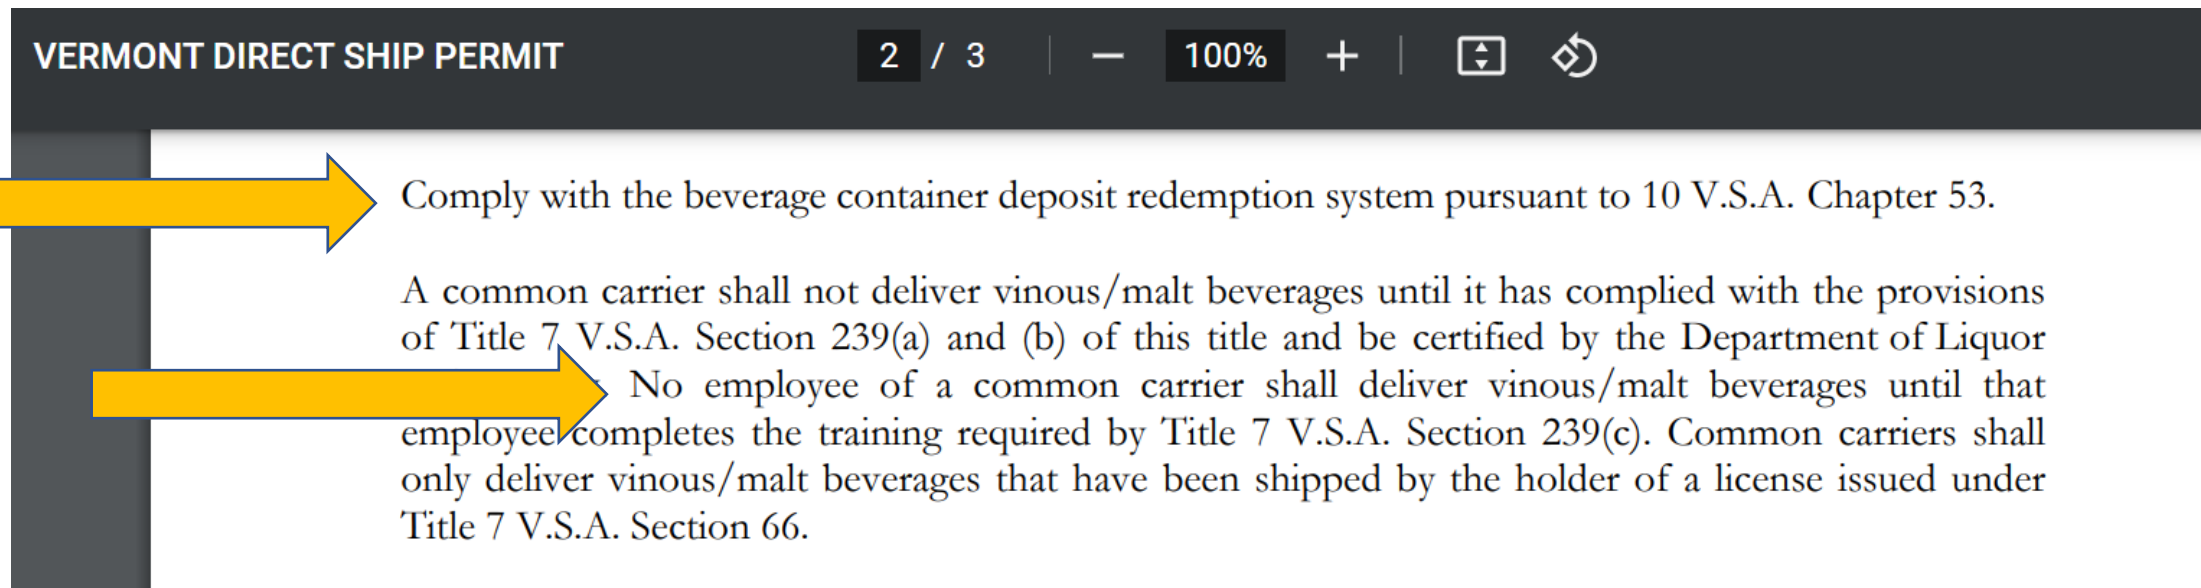 VERMONT DIRECT SHIP PERMIT 2 / 3 100%
Comply with the beverage container deposit redemption system pursuant to 10 V.S.A. Chapter 53.
A common carrier shall not deliver vinous/malt beverages until it has complied with the provisions
of Title 7 V.S.A. Section 239(a) and (b) of this title and be certified by the Department of Liquor
No employee of a common carrier shall deliver vinous/malt beverages until that
employee completes the training required by Title 7 V.S.A. Section 239(c). Common carriers shall
only deliver vinous/malt beverages that have been shipped by the holder of a license issued under
Title 7 V.S.A. Section 66.